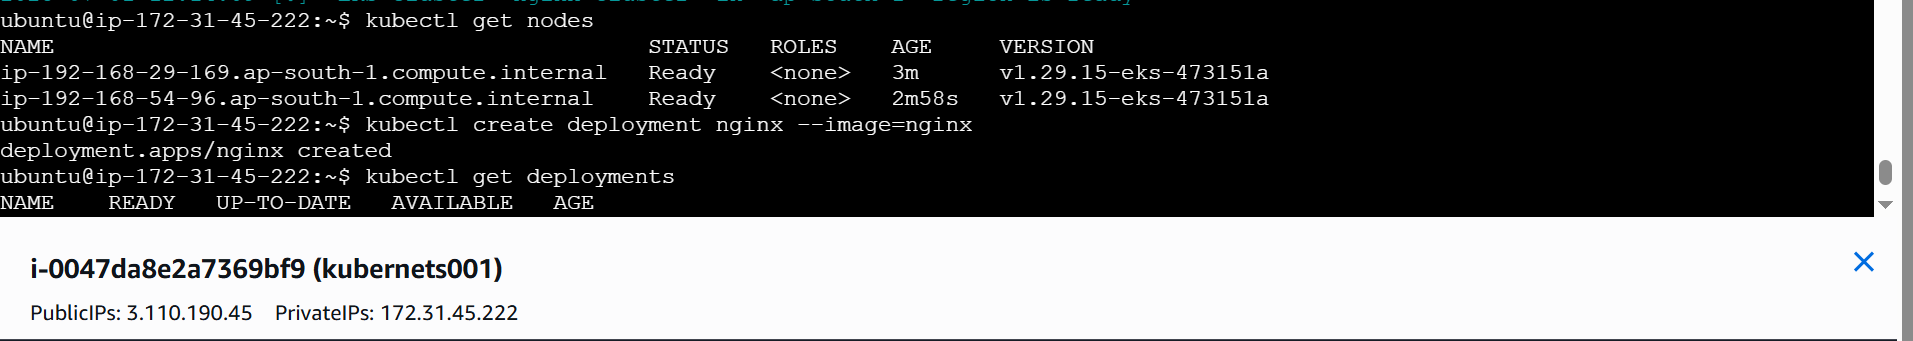 ubuntu@ip-172-31-45-222:~$ kubectl get nodes
NAME STATUS ROLES AGE VERSION
ip-192-168-29-169.ap-south-1.compute.internal Ready <none> 3m v1.29.15-eks-473151a
ip-192-168-54-96.ap-south-1.compute.internal Ready <none> 2m58s v1.29.15-eks-473151a
ubuntu@ip-172-31-45-222:~$ kubectl create deployment nginx --image=nginx
deployment.apps/nginx created
ubuntu@ip-172-31-45-222:~$ kubectl get deployments
NAME READY UP-TO-DATE AVAILABLE AGE
i-0047da8e2a7369bf9 (kubernets001)
PublicIPs: 3.110.190.45 PrivateIPs: 172.31.45.222